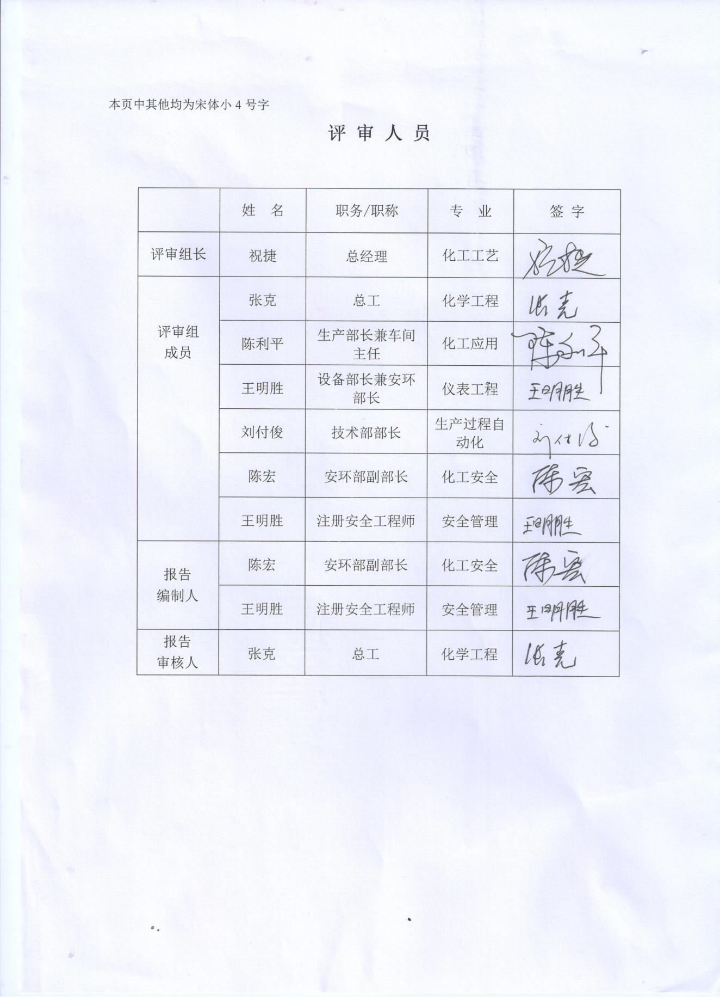 本页中其他均为宋体小 4 号字
评 审 人 员
姓 名 职务/职称 专 业 签 字
评审组长 祝捷 总经理 化工工艺 祝捷
评审组
成员
张克 总工 化学工程 张克
陈利平 生产部长兼车间
主任 化工应用 陈利平
王明胜 设备部长兼安环
部长 仪表工程 王明胜
刘付俊 技术部部长 生产过程自
动化 刘付俊
陈宏 安环部副部长 化工安全 陈宏
王明胜 注册安全工程师 安全管理 王明胜
报告
编制人
陈宏 安环部副部长 化工安全 陈宏
王明胜 注册安全工程师 安全管理 王明胜
报告
审核人
张克 总工 化学工程 张克